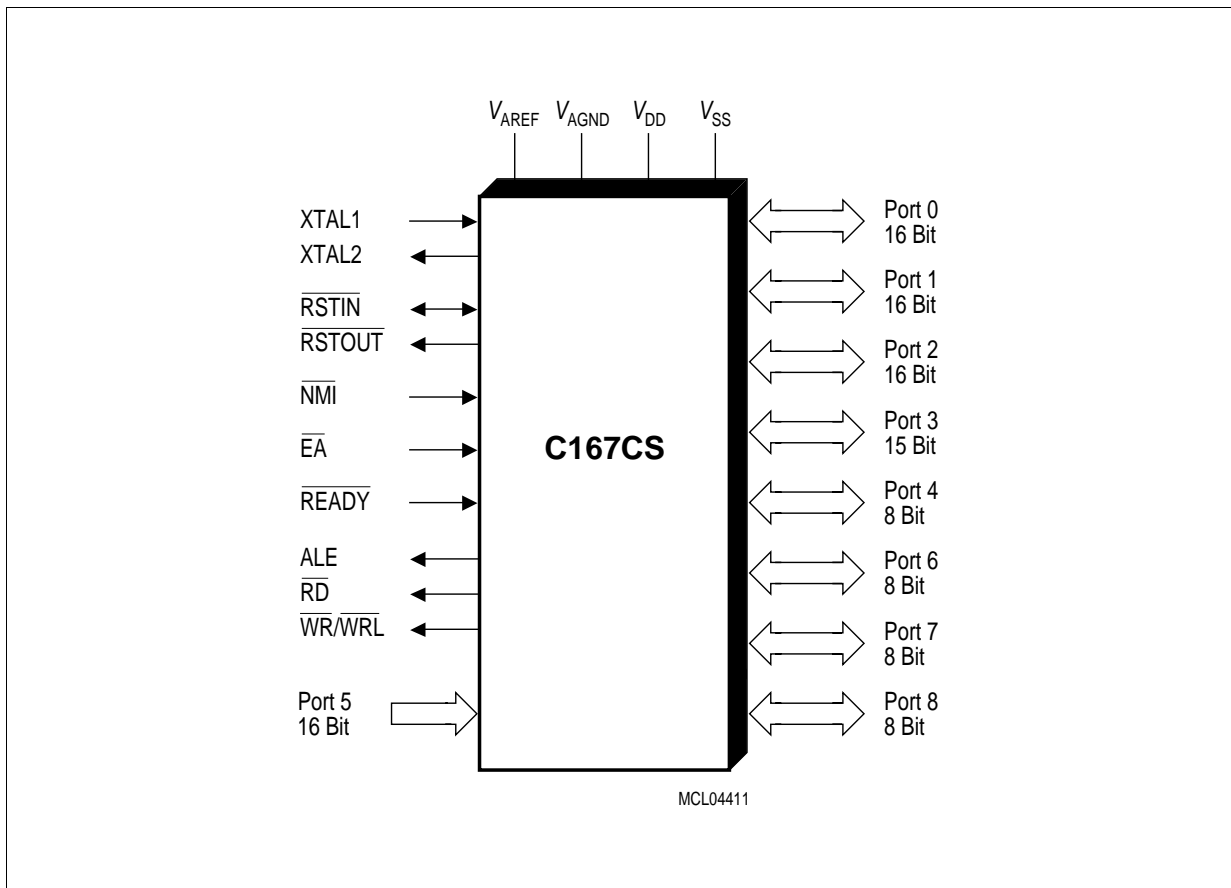 VAREF VAGND VDD VSS
XTAL1
XTAL2
RSTIN
RSTOUT
NMI
EA
READY
ALE
RD
WR/WRL
Port 5
16 Bit
C167CS
Port 0
16 Bit
Port 1
16 Bit
Port 2
16 Bit
Port 3
15 Bit
Port 4
8 Bit
Port 6
8 Bit
Port 7
8 Bit
Port 8
8 Bit
MCL04411